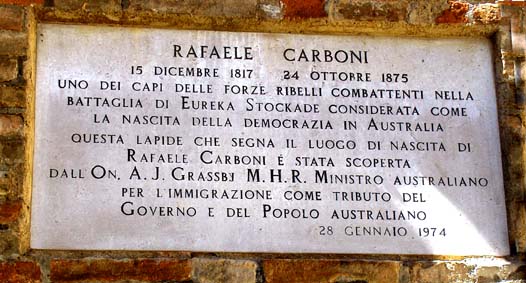 RAFAELE CARBONI
15 DICEMBRE 1817 24 OTTOBRE 1875
UNO DEI CAPI DELLE FORZE RIBELLI COMBATTENTI NELLA
BATTAGLIA DI EUREKA STOCKADE CONSIDERATA COME
LA NASCITA DELLA DEMOCRAZIA IN AUSTRALIA
QUESTA LAPIDE CHE SEGNA IL LUOGO DI NASCITA DI
RAFAELE CARBONI É STATA SCOPERTA
DALL'ON. A. J. GRASSBJ M.H.R. MINISTRO AUSTRALIANO
PER L'IMMIGRAZIONE COME TRIBUTO DEL
GOVERNO E DEL POPOLO AUSTRALIANO
28 GENNAIO 1974